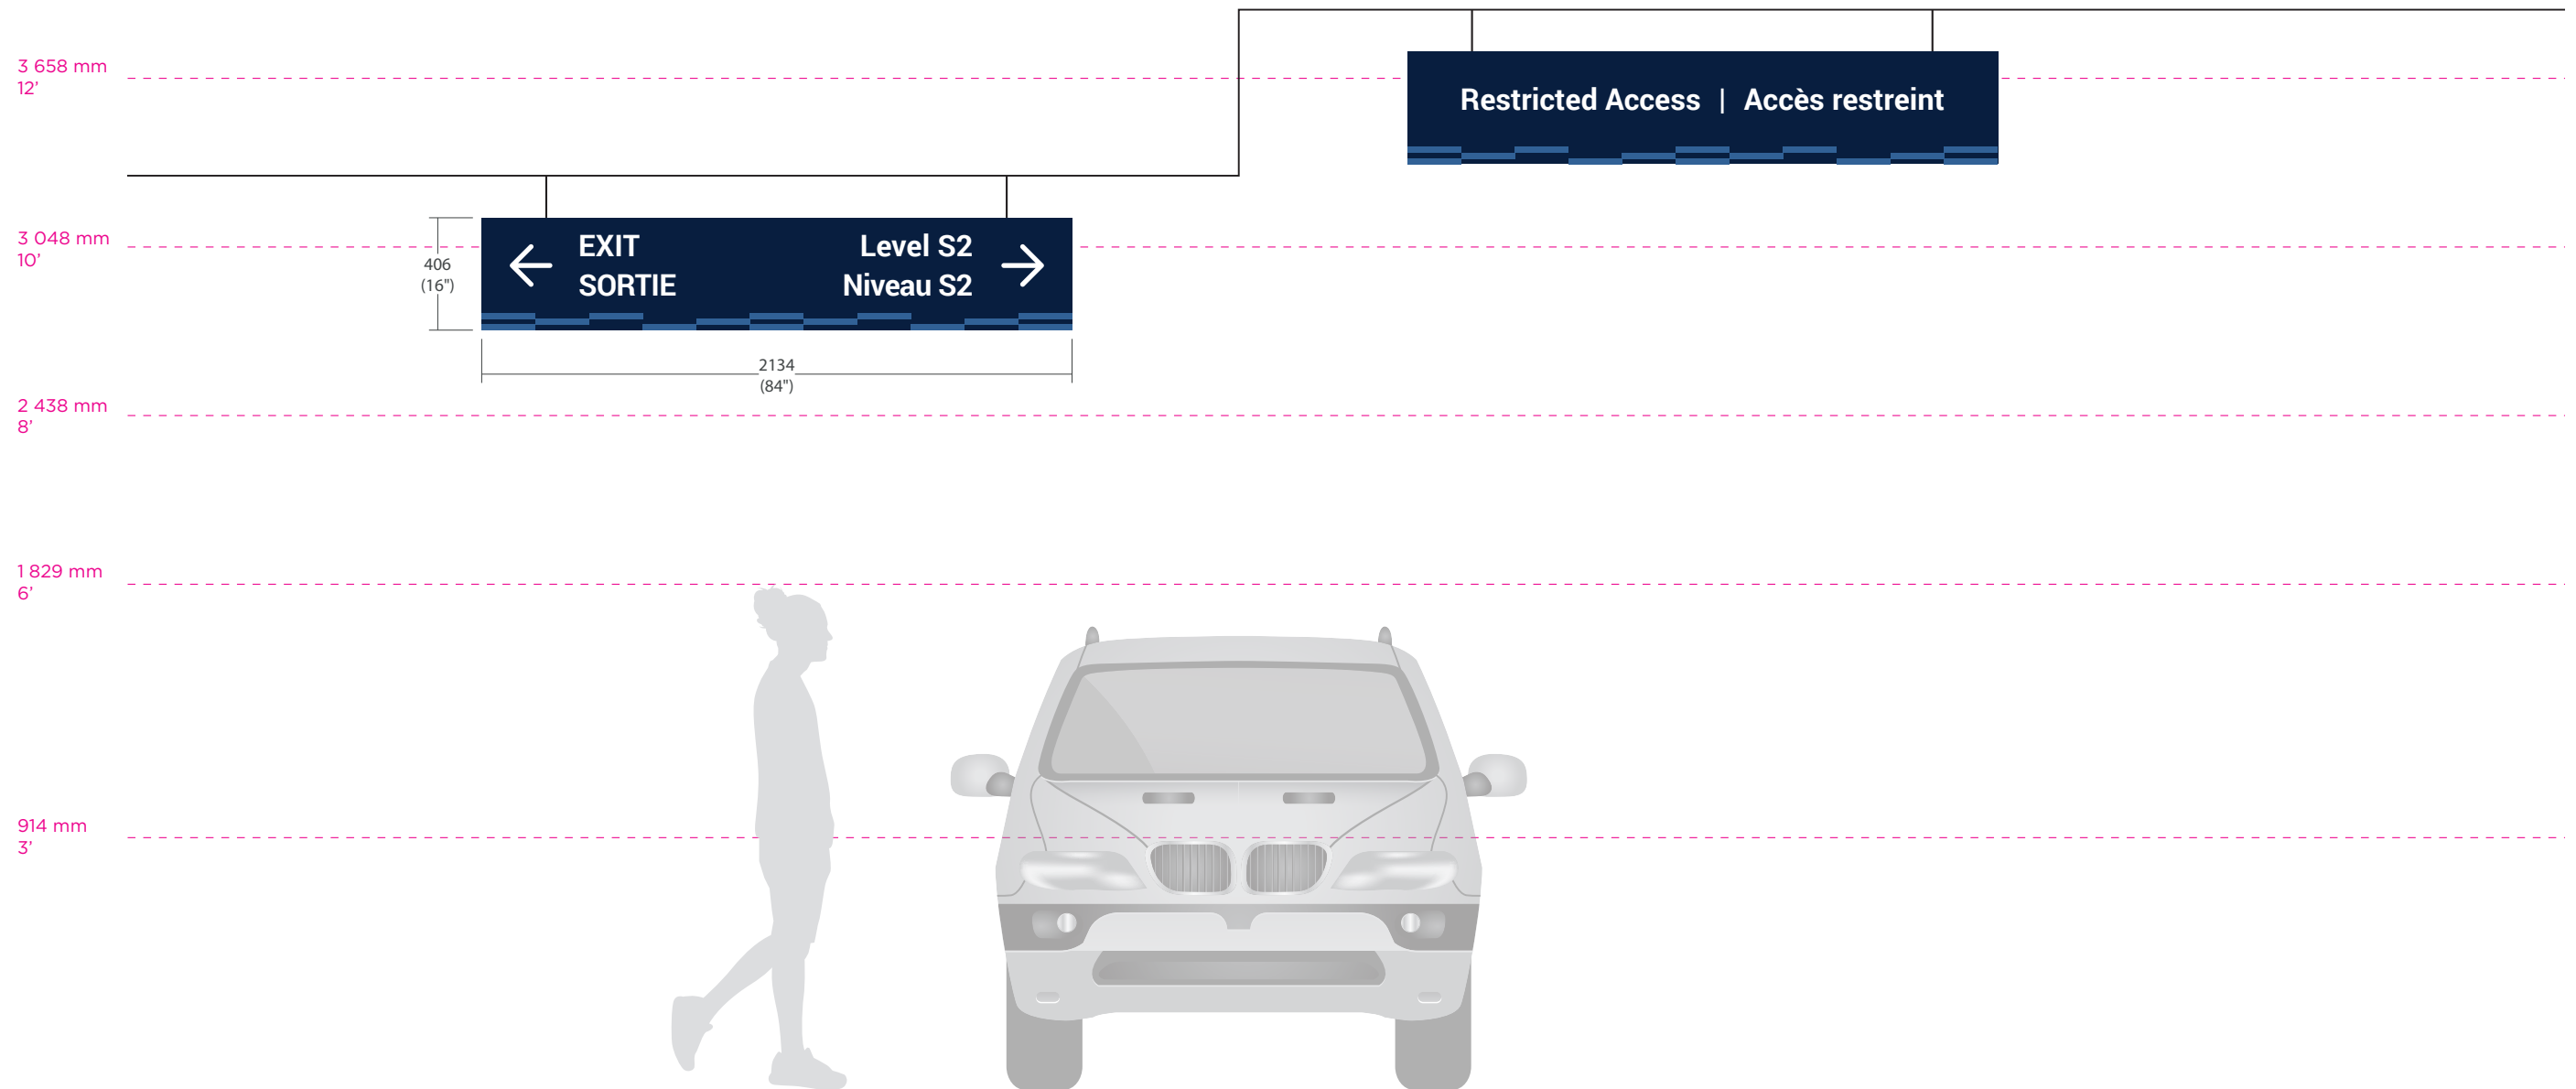 3 658 mm
12’
Restricted Access | Accès restreint
3 048 mm
10’
EXIT
SORTIE
Level S2
Niveau S2
406
(16")
2134
(84")
2 438 mm
8’
1 829 mm
6’
914 mm
3’